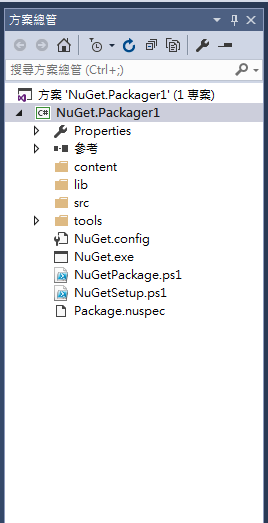 方案總管
搜尋方案總管 (Ctrl+;)
方案 'NuGet.Packager1' (1 專案)
C# NuGet.Packager1
Properties
參考
content
lib
src
tools
NuGet.config
NuGet.exe
NuGetPackage.ps1
NuGetSetup.ps1
Package.nuspec